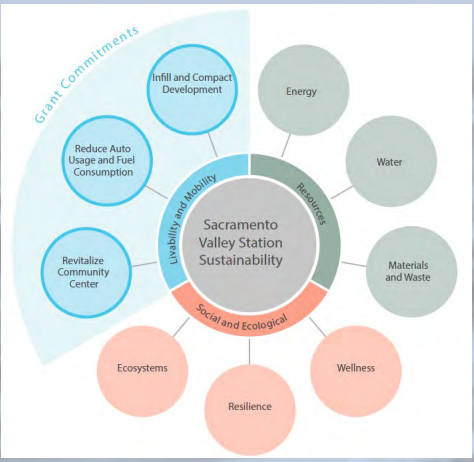 Grant Commitments
Infill and Compact
Development
Energy
Reduce Auto
Usage and Fuel
Consumption
Water
Livability and Mobility
Resources
Sacramento
Valley Station
Sustainability
Revitalize
Community
Center
Materials
and Waste
Social and Ecological
Ecosystems
Wellness
Resilience